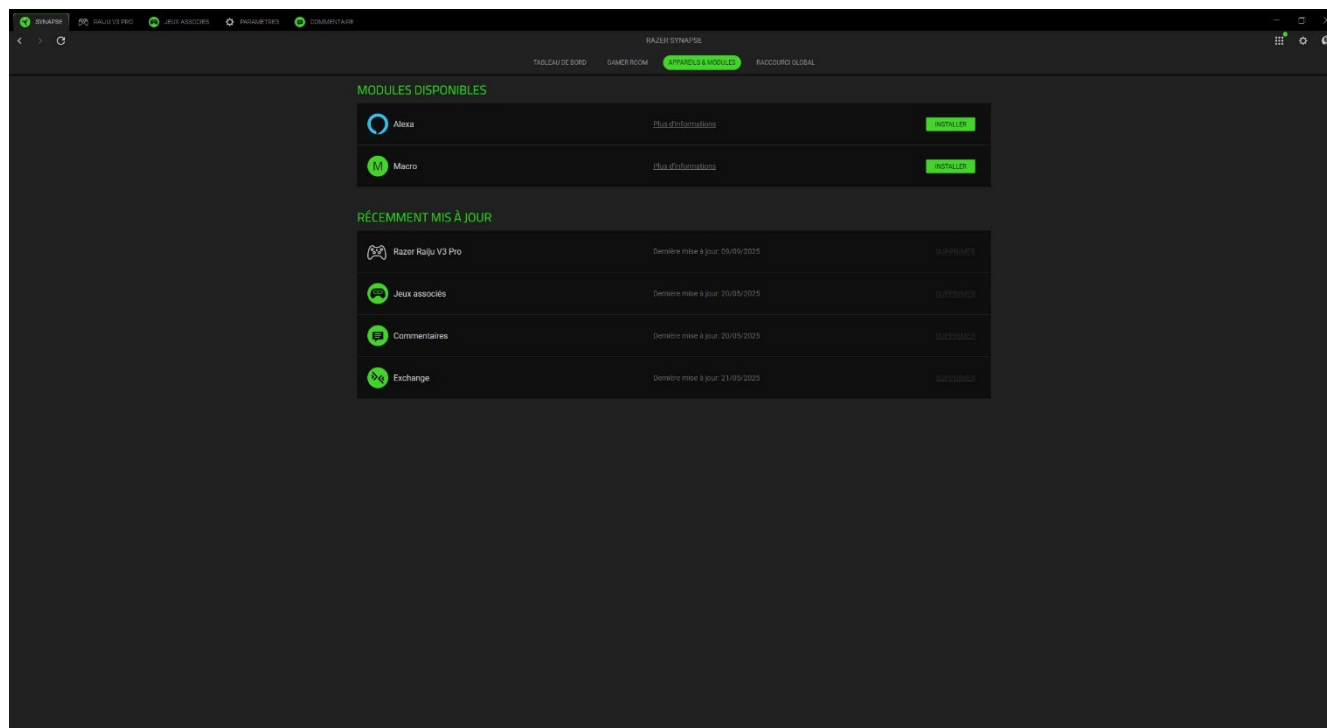 SYNAPSE RAIJU V3 PRO JEUX ASSOCIES PARAMETRES COMMENTAIRE
RAZER SYNAPSE
TABLEAU DE BORD GAMER ROOM APPAREILS & MODULES RACCOURCI GLOBAL
MODULES DISPONIBLES
Alexa Plus d'informations INSTALLER
M Macro Plus d'informations INSTALLER
RÉCEMMENT MIS À JOUR
Razer Raiju V3 Pro Dernière mise à jour: 09/09/2025 SUPPRIMER
Jeux associés Dernière mise à jour: 20/05/2025 SUPPRIMER
Commentaires Dernière mise à jour: 20/05/2025 SUPPRIMER
Exchange Dernière mise à jour: 21/05/2025 SUPPRIMER